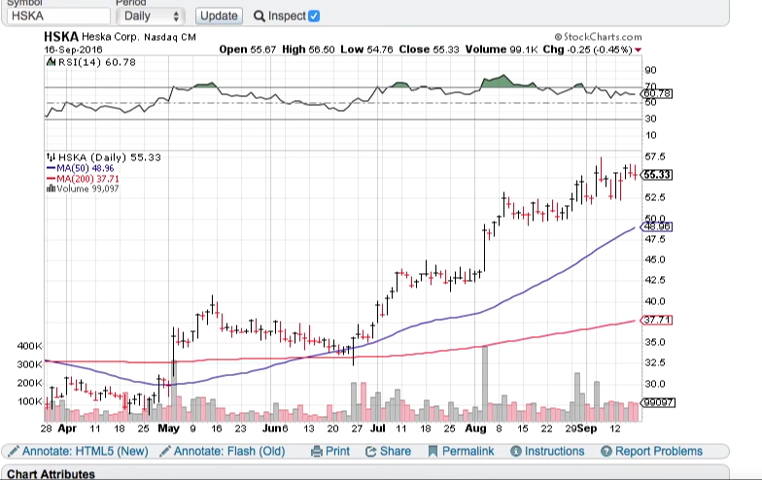 Symbol Period
HSKA Daily Update Inspect
HSKA Heska Corp. Nasdaq CM © StockCharts.com
16-Sep-2016 Open 55.67 High 56.50 Low 54.76 Close 55.33 Volume 99.1K Chg -0.25 (-0.45%)
RSI(14) 60.78
90
70
60.78
50
30
10
HSKA (Daily) 55.33
MA(50) 48.96
MA(200) 37.71
Volume 99,097
57.5
55.33
52.5
50.0
48.96
47.5
45.0
42.5
40.0
37.71
35.0
400K
300K 32.5
200K 30.0
100K 99097
28 Apr 11 18 25 May 9 16 23 Jun 6 13 20 27 Jul 11 18 25 Aug 8 15 22 29 Sep 12
Annotate: HTML5 (New) Annotate: Flash (Old) Print Share Permalink Instructions Report Problems
Chart Attributes